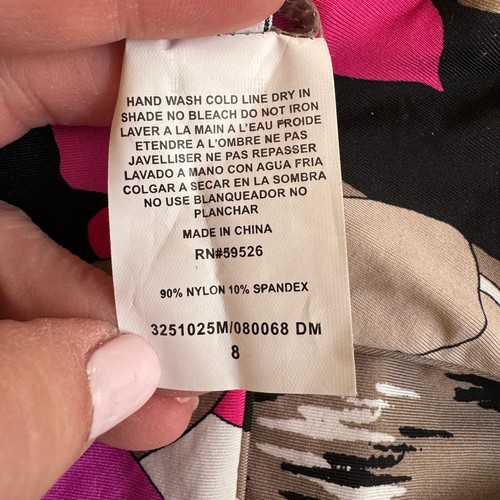 HAND WASH COLD LINE DRY IN
SHADE NO BLEACH DO NOT IRON
LAVER A LA MAIN A L'EAU FROIDE
ETENDRE A L'OMBRE NE PAS
JAVELLISER NE PAS REPASSER
LAVADO A MANO CON AGUA FRIA
COLGAR A SECAR EN LA SOMBRA
NO USE BLANQUEADOR NO
PLANCHAR
MADE IN CHINA
RN#59526
90% NYLON 10% SPANDEX
3251025M/080068 DM
8